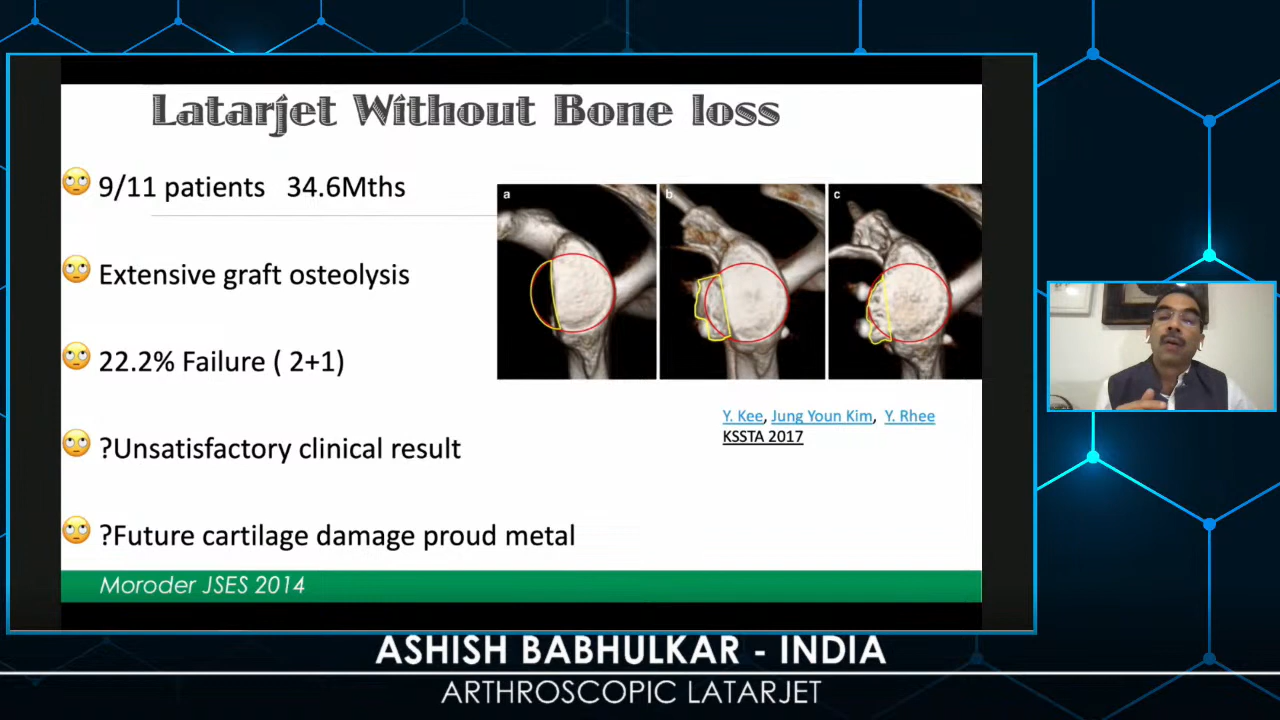 Latarjet Without Bone loss
9/11 patients 34.6Mths
Extensive graft osteolysis
22.2% Failure ( 2+1)
?Unsatisfactory clinical result
?Future cartilage damage proud metal
a
b
c
Y. Kee, Jung Youn Kim, Y. Rhee
KSSTA 2017
Moroder JSES 2014
ASHISH BABHULKAR - INDIA
ARTHROSCOPIC LATARJET